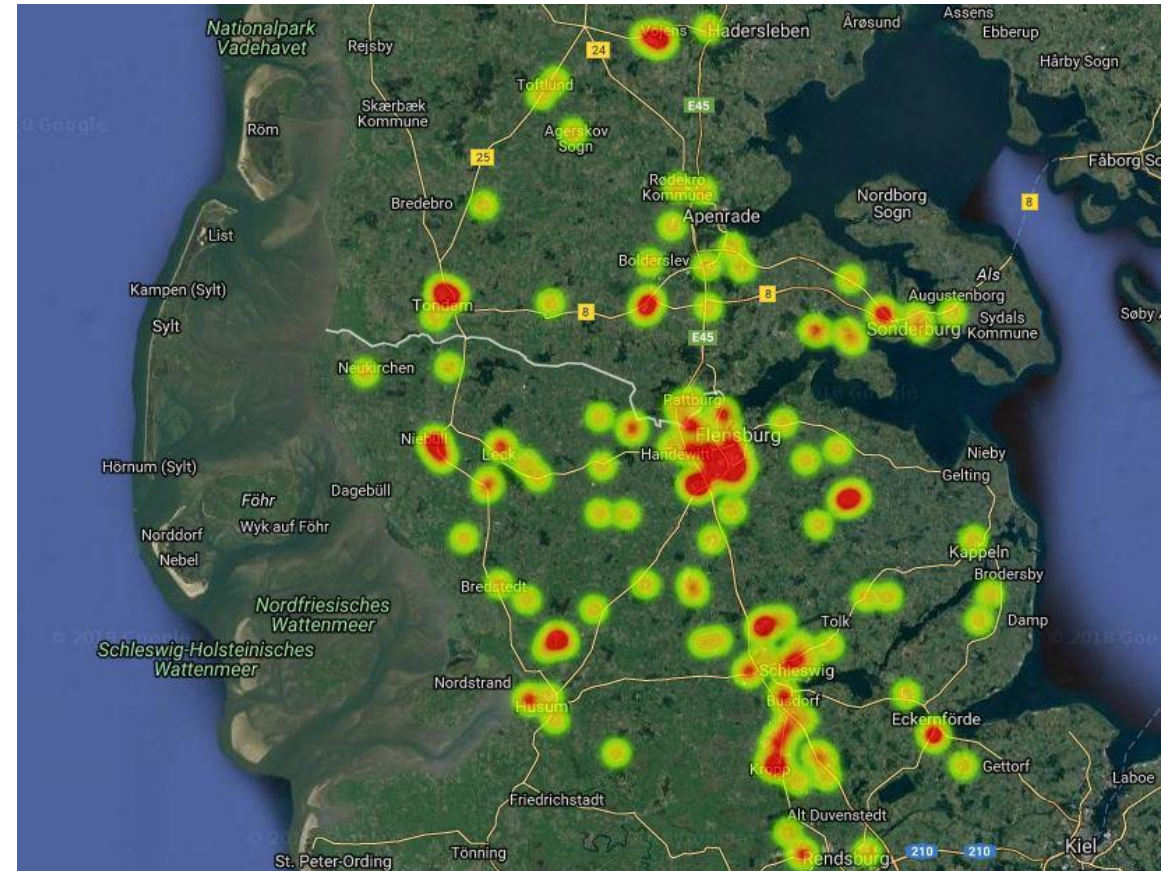 Nationalpark
Vadehavet
Rejsby
24
Vojens
Hadersleben
Årøsund
Assens
Ebberup
Hårby Sogn
Toftlund
Skærbæk
Kommune
E45
Røm
Agerskov
Sogn
25
Fåborg So
Bredebro
Rødekro
Kommune
Apenrade
Nordborg
Sogn
8
List
Bolderslev
Als
Kampen (Sylt)
Tondern
8
8
Augustenborg
Søby
Sylt
Sonderburg
Sydals
Kommune
E45
Neukirchen
Pattburg
Niebüll
Leck
Handewitt
Flensburg
Nieby
Gelting
Hörnum (Sylt)
Dagebüll
Föhr
Wyk auf Föhr
Norddorf
Nebel
Kappeln
Bredstedt
Brodersby
Nordfriesisches
Wattenmeer
Tolk
Damp
Schleswig-Holsteinisches
Wattenmeer
Schleswig
Nordstrand
Busdorf
Husum
Eckernförde
Kropp
Gettorf
Laboe
Friedrichstadt
Alt Duvenstedt
Kiel
St. Peter-Ording
Tönning
Rendsburg
210
210